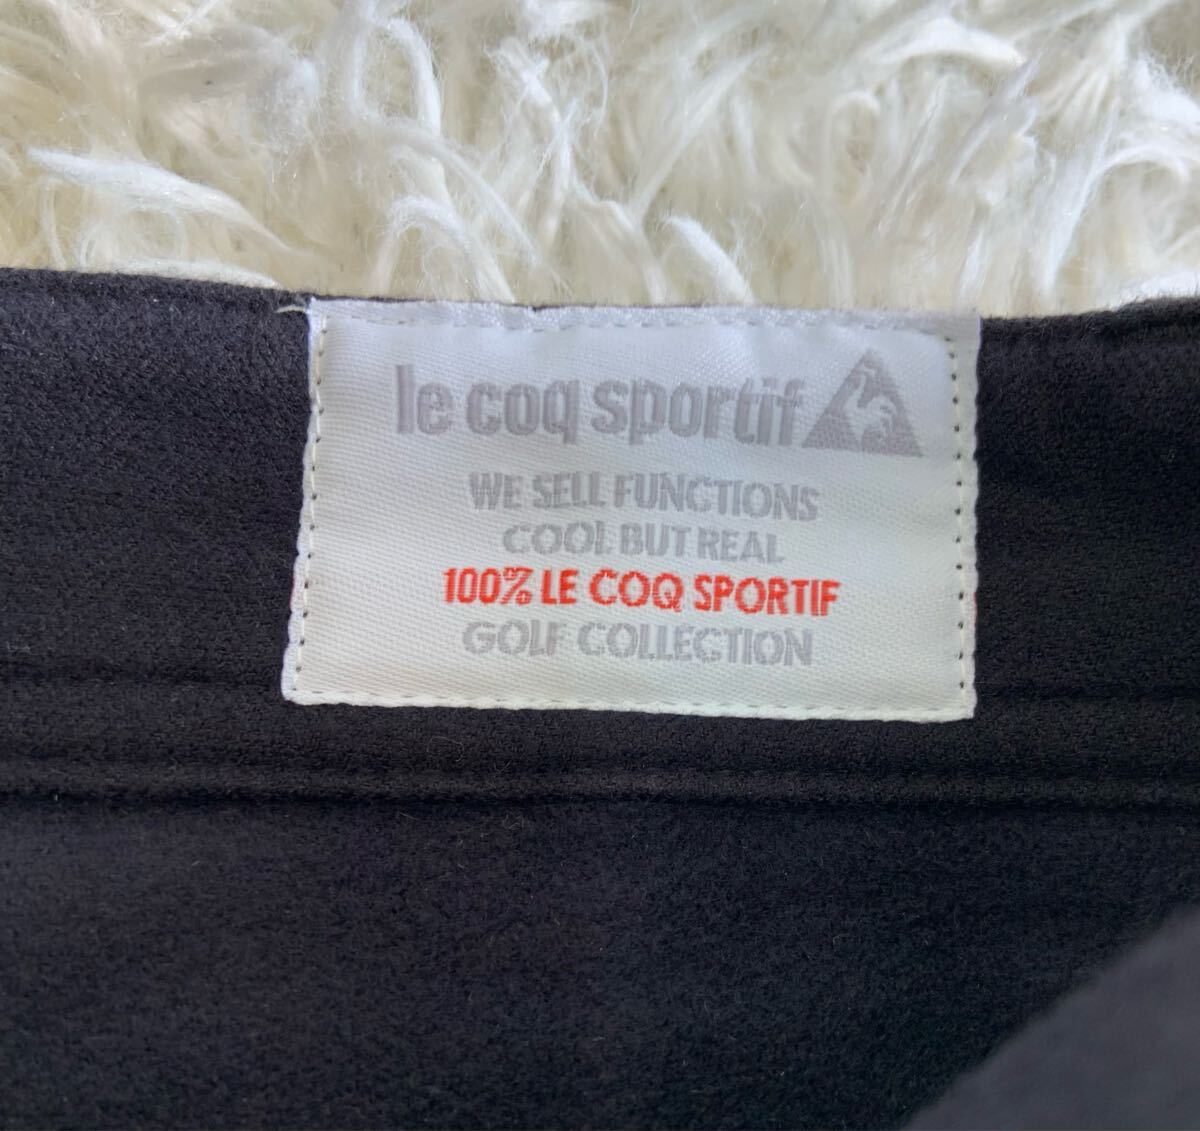 le coq sportif
WE SELL FUNCTIONS
COOL BUT REAL
100% LE COQ SPORTIF
GOLF COLLECTION